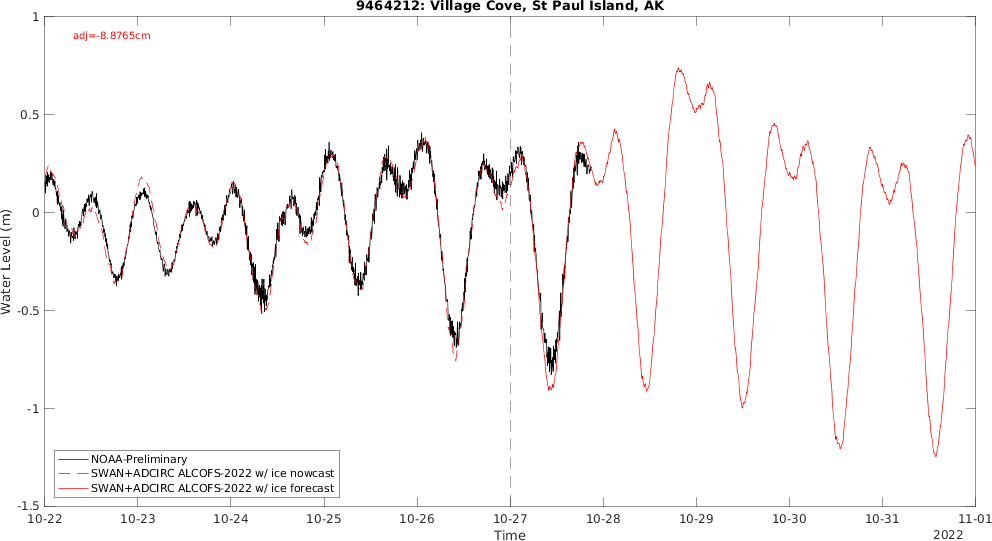 9464212: Village Cove, St Paul Island, AK
adj=-8.8765cm
1
0.5
0
-0.5
-1
-1.5
Water Level (m)
NOAA-Preliminary
SWAN+ADCIRC ALCOFS-2022 w/ ice nowcast
SWAN+ADCIRC ALCOFS-2022 w/ ice forecast
10-22 10-23 10-24 10-25 10-26 10-27 10-28 10-29 10-30 10-31 11-01
Time
2022